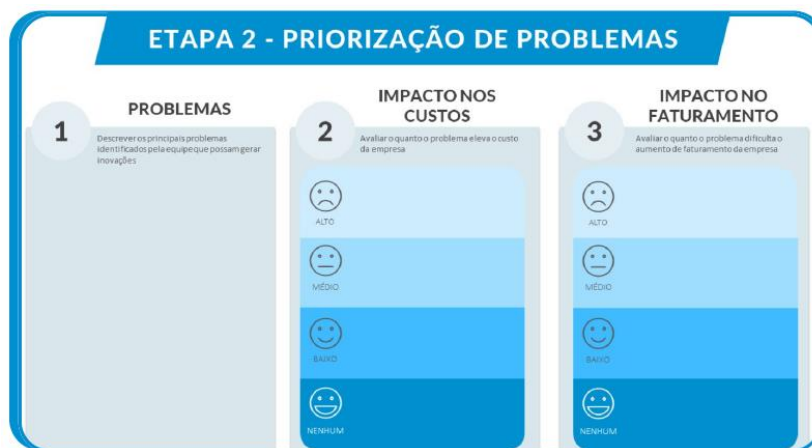 ETAPA 2 - PRIORIZAÇÃO DE PROBLEMAS
1
PROBLEMAS
Descrever os principais problemas
identificados pela equipe que possam gerar
inovações
2
IMPACTO NOS
CUSTOS
Avaliar o quanto o problema eleva o custo
da empresa
ALTO
MÉDIO
BAIXO
NENHUM
3
IMPACTO NO
FATURAMENTO
Avaliar o quanto o problema dificulta o
aumento de faturamento da empresa
ALTO
MÉDIO
BAIXO
NENHUM